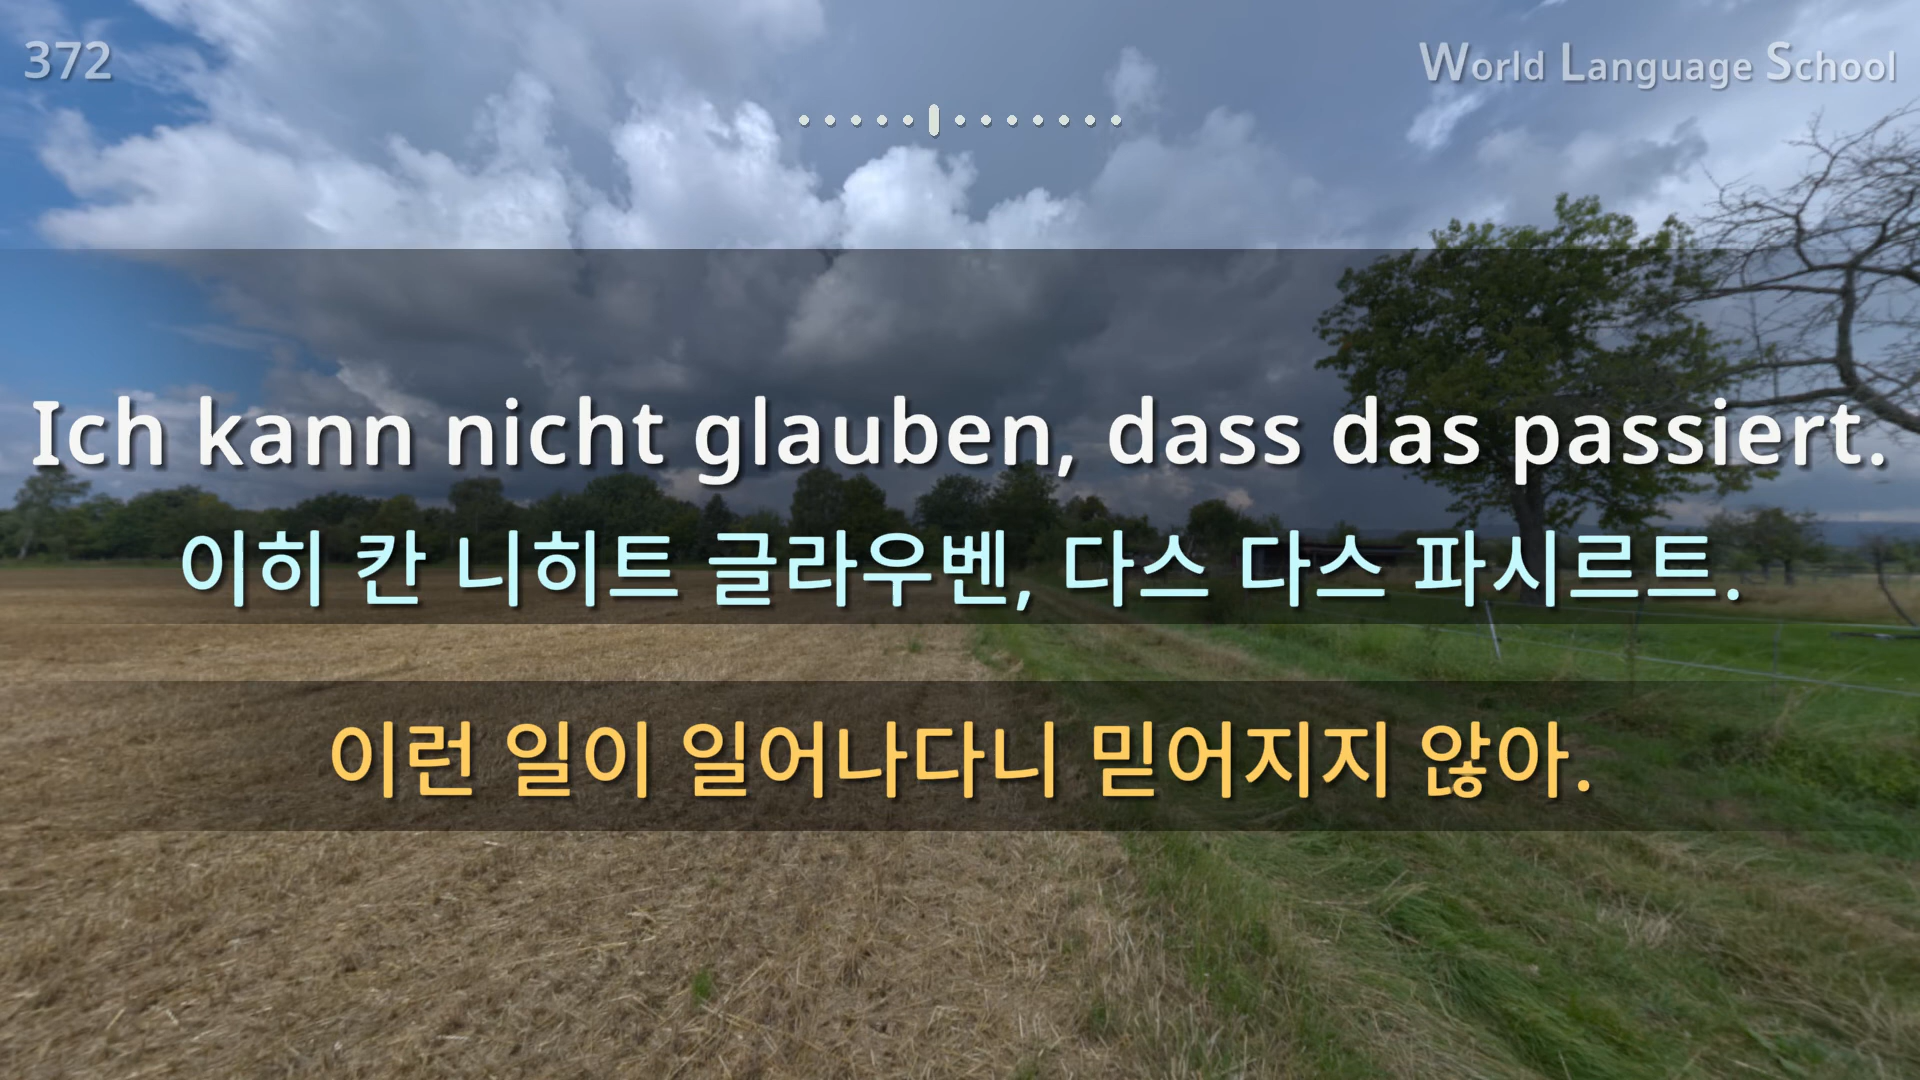 372
World Language School
Ich kann nicht glauben, dass das passiert.
이히 칸 니히트 글라우벤, 다스 다스 파시르트.
이런 일이 일어나다니 믿어지지 않아.